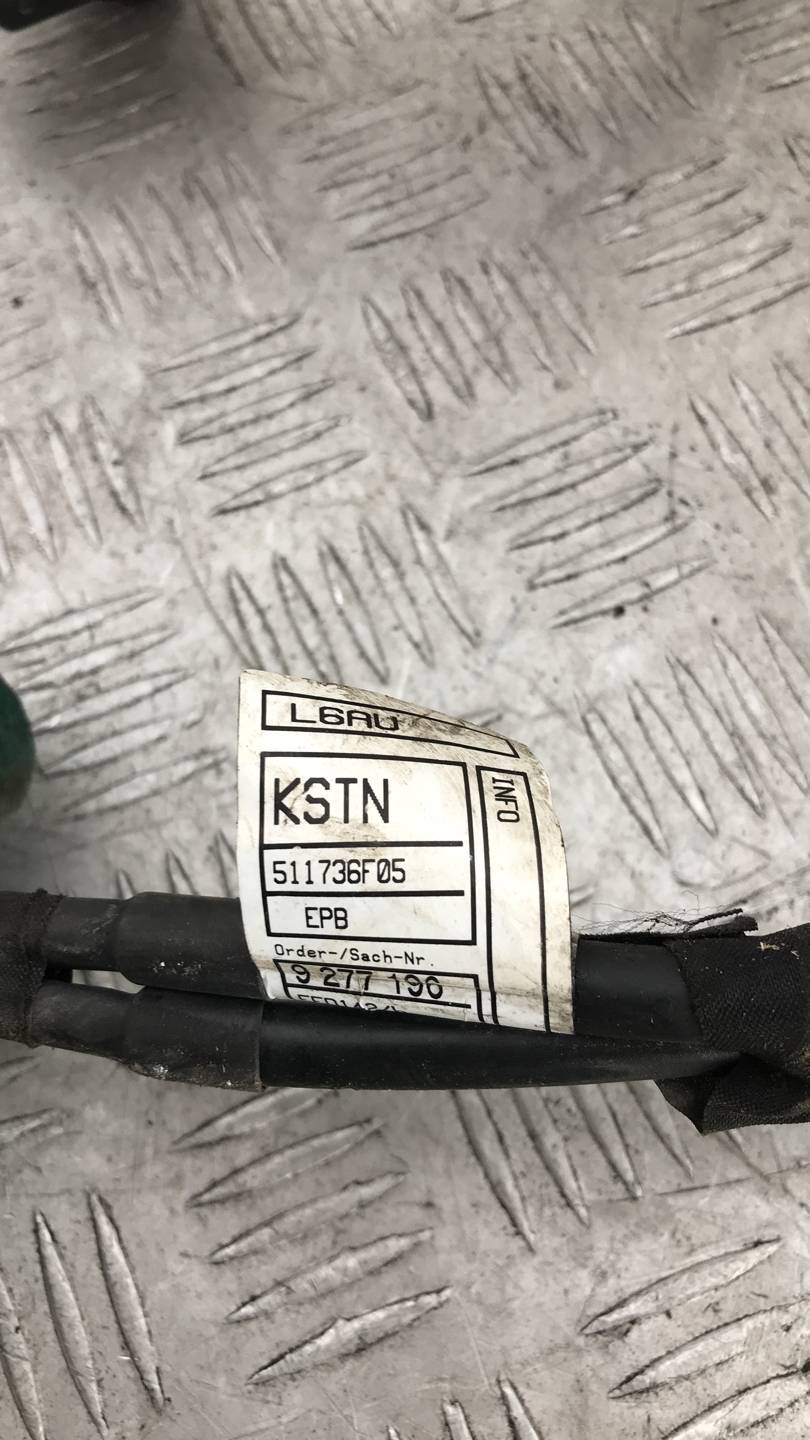 L6AU
KSTN
INFO
511736F05
EPB
Order-/Sach-Nr.
9 277 196